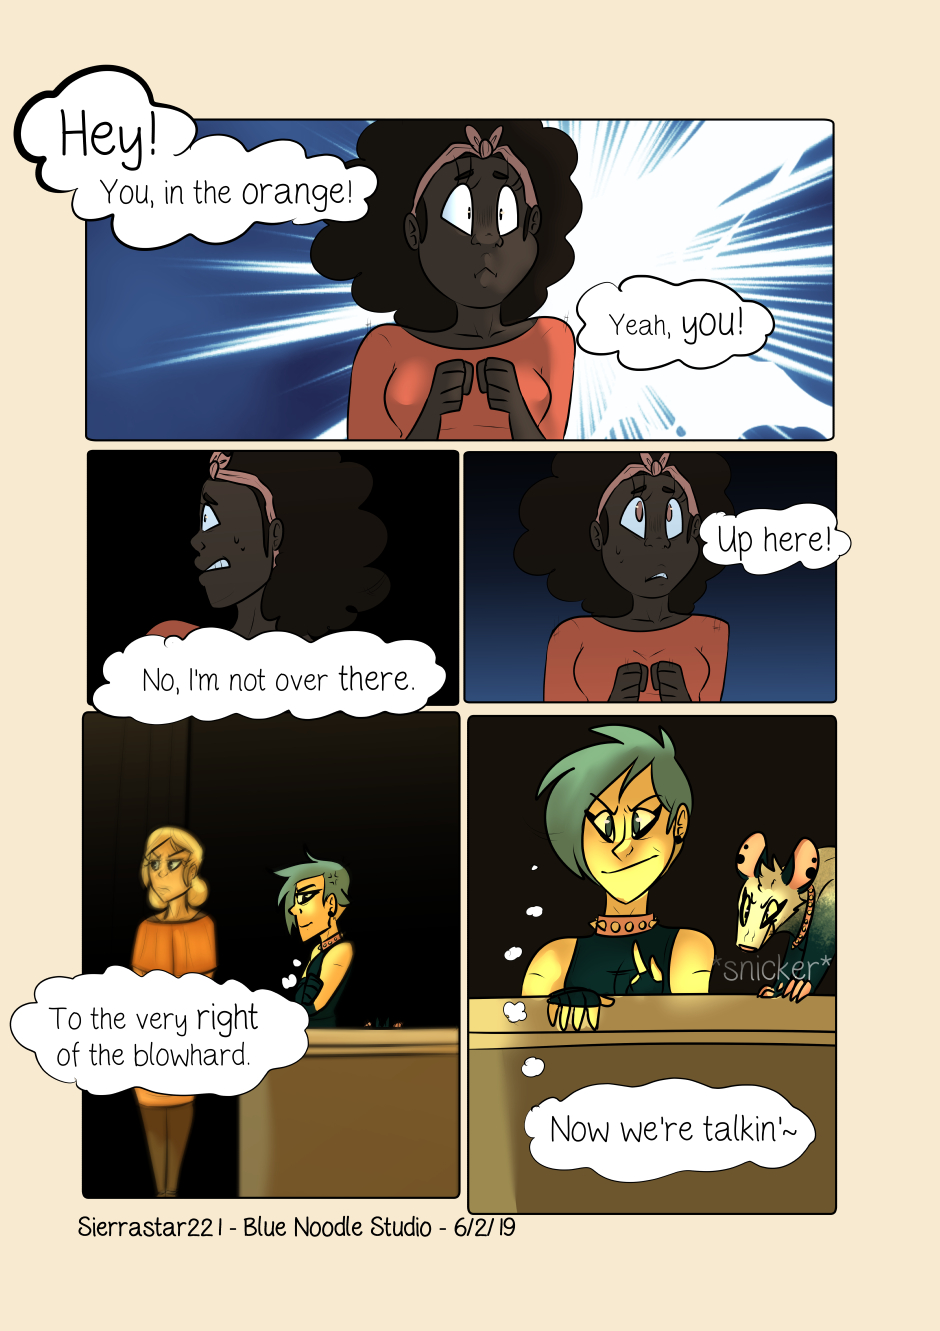 Hey!
You, in the orange!
Yeah, you!
No, I'm not over there.
Up here!
To the very right
of the blowhard.
*snicker*
Now we're talkin'~
Sierrastar221 - Blue Noodle Studio - 6/2/19